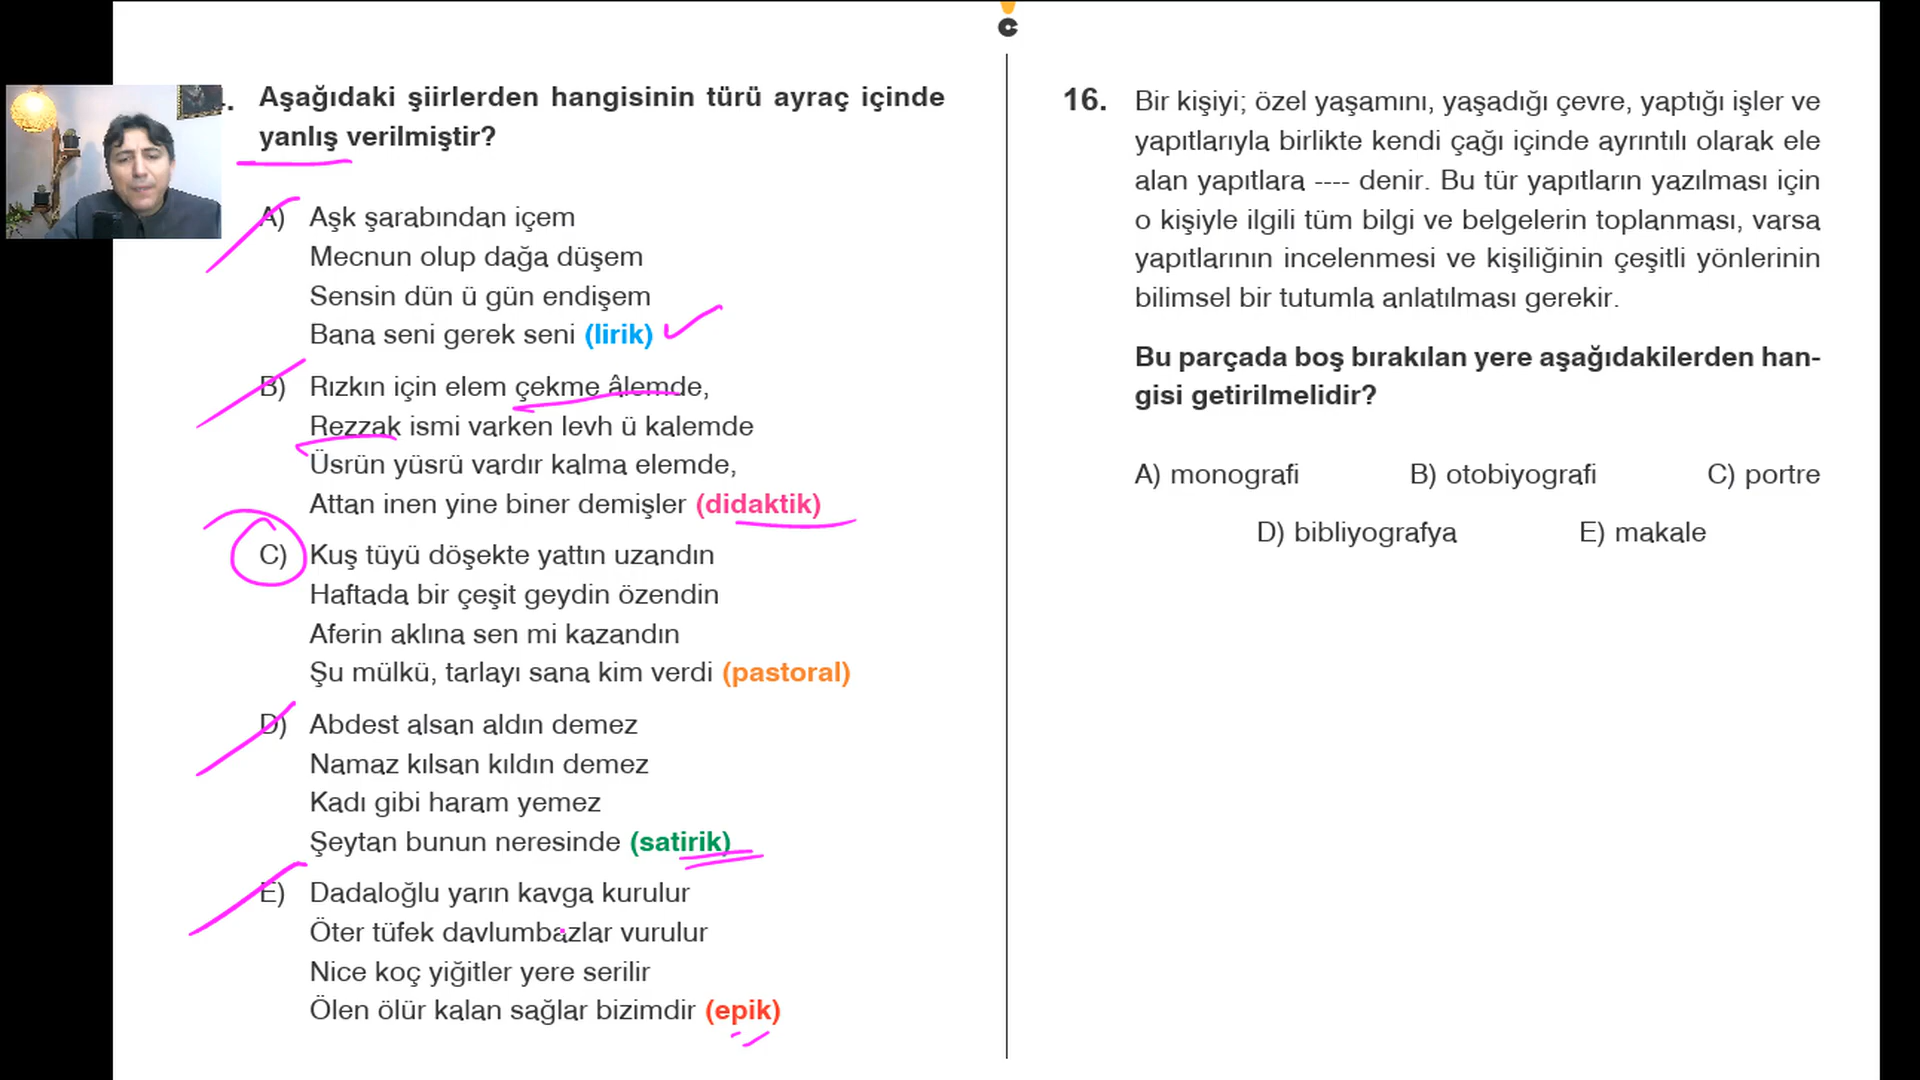 Aşağıdaki şiirlerden hangisinin türü ayraç içinde
yanlış verilmiştir?
A) Aşk şarabından içem
Mecnun olup dağa düşem
Sensin dün ü gün endişem
Bana seni gerek seni (lirik)
B) Rızkın için elem çekme âlemde,
Rezzak ismi varken levh ü kalemde
Üsrün yüsrü vardır kalma elemde,
Attan inen yine biner demişler (didaktik)
C) Kuş tüyü döşekte yattın uzandın
Haftada bir çeşit geydin özendin
Aferin aklına sen mi kazandın
Şu mülkü, tarlayı sana kim verdi (pastoral)
D) Abdest alsan aldın demez
Namaz kılsan kıldın demez
Kadı gibi haram yemez
Şeytan bunun neresinde (satirik)
E) Dadaloğlu yarın kavga kurulur
Öter tüfek davlumbazlar vurulur
Nice koç yiğitler yere serilir
Ölen ölür kalan sağlar bizimdir (epik)
16. Bir kişiyi; özel yaşamını, yaşadığı çevre, yaptığı işler ve
yapıtlarıyla birlikte kendi çağı içinde ayrıntılı olarak ele
alan yapıtlara ---- denir. Bu tür yapıtların yazılması için
o kişiyle ilgili tüm bilgi ve belgelerin toplanması, varsa
yapıtlarının incelenmesi ve kişiliğinin çeşitli yönlerinin
bilimsel bir tutumla anlatılması gerekir.
Bu parçada boş bırakılan yere aşağıdakilerden han-
gisi getirilmelidir?
A) monografi B) otobiyografi C) portre
D) bibliyografya E) makale